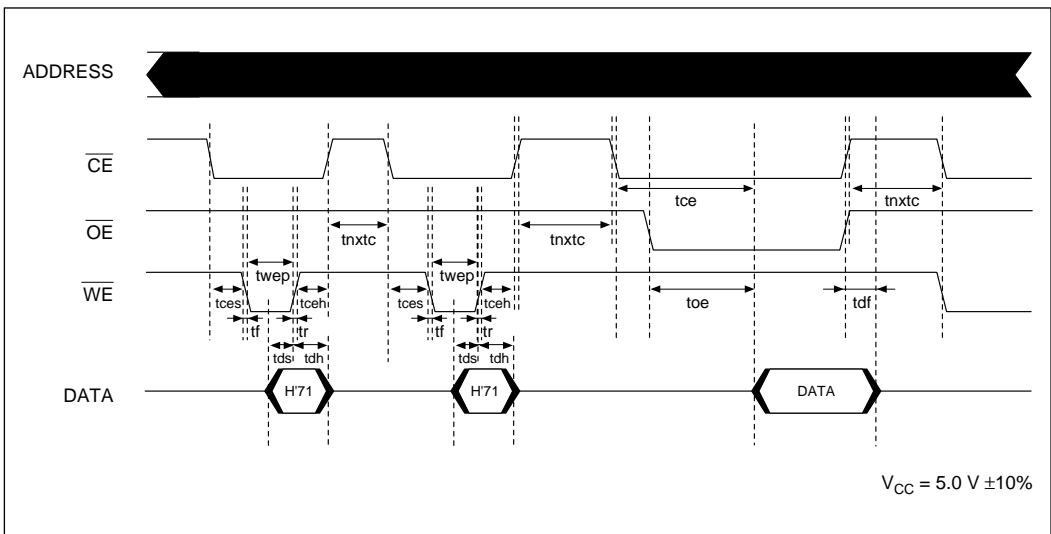 ADDRESS
CE
tce
tnxtc
OE
tnxtc
tnxtc
twep
twep
WE
tces
tceh
tces
tceh
toe
tdf
tf
tr
tf
tr
tds
tdh
tds
tdh
DATA
H'71
H'71
DATA
VCC = 5.0 V ±10%